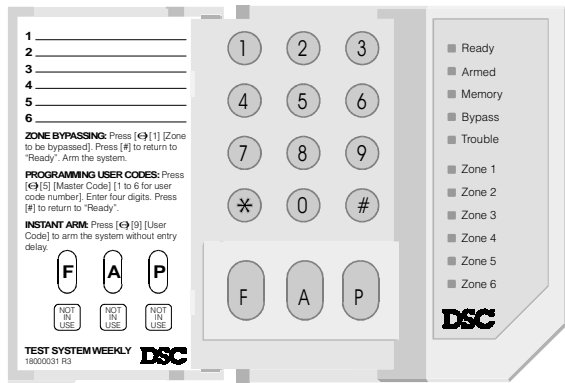 1
2
3
4
5
6
ZONE BYPASSING: Press [✱][1] [Zone
to be bypassed]. Press [#] to return to
"Ready". Arm the system.
PROGRAMMING USER CODES: Press
[✱][5] [Master Code] [1 to 6 for user
code number]. Enter four digits. Press
[#] to return to "Ready".
INSTANT ARM: Press [✱][9] [User
Code] to arm the system without entry
delay.
F A P
NOT IN USE
NOT IN USE
NOT IN USE
TEST SYSTEM WEEKLY
18000031 R3
DSC
1 2 3
4 5 6
7 8 9
✱ 0 #
F A P
Ready
Armed
Memory
Bypass
Trouble
Zone 1
Zone 2
Zone 3
Zone 4
Zone 5
Zone 6
DSC